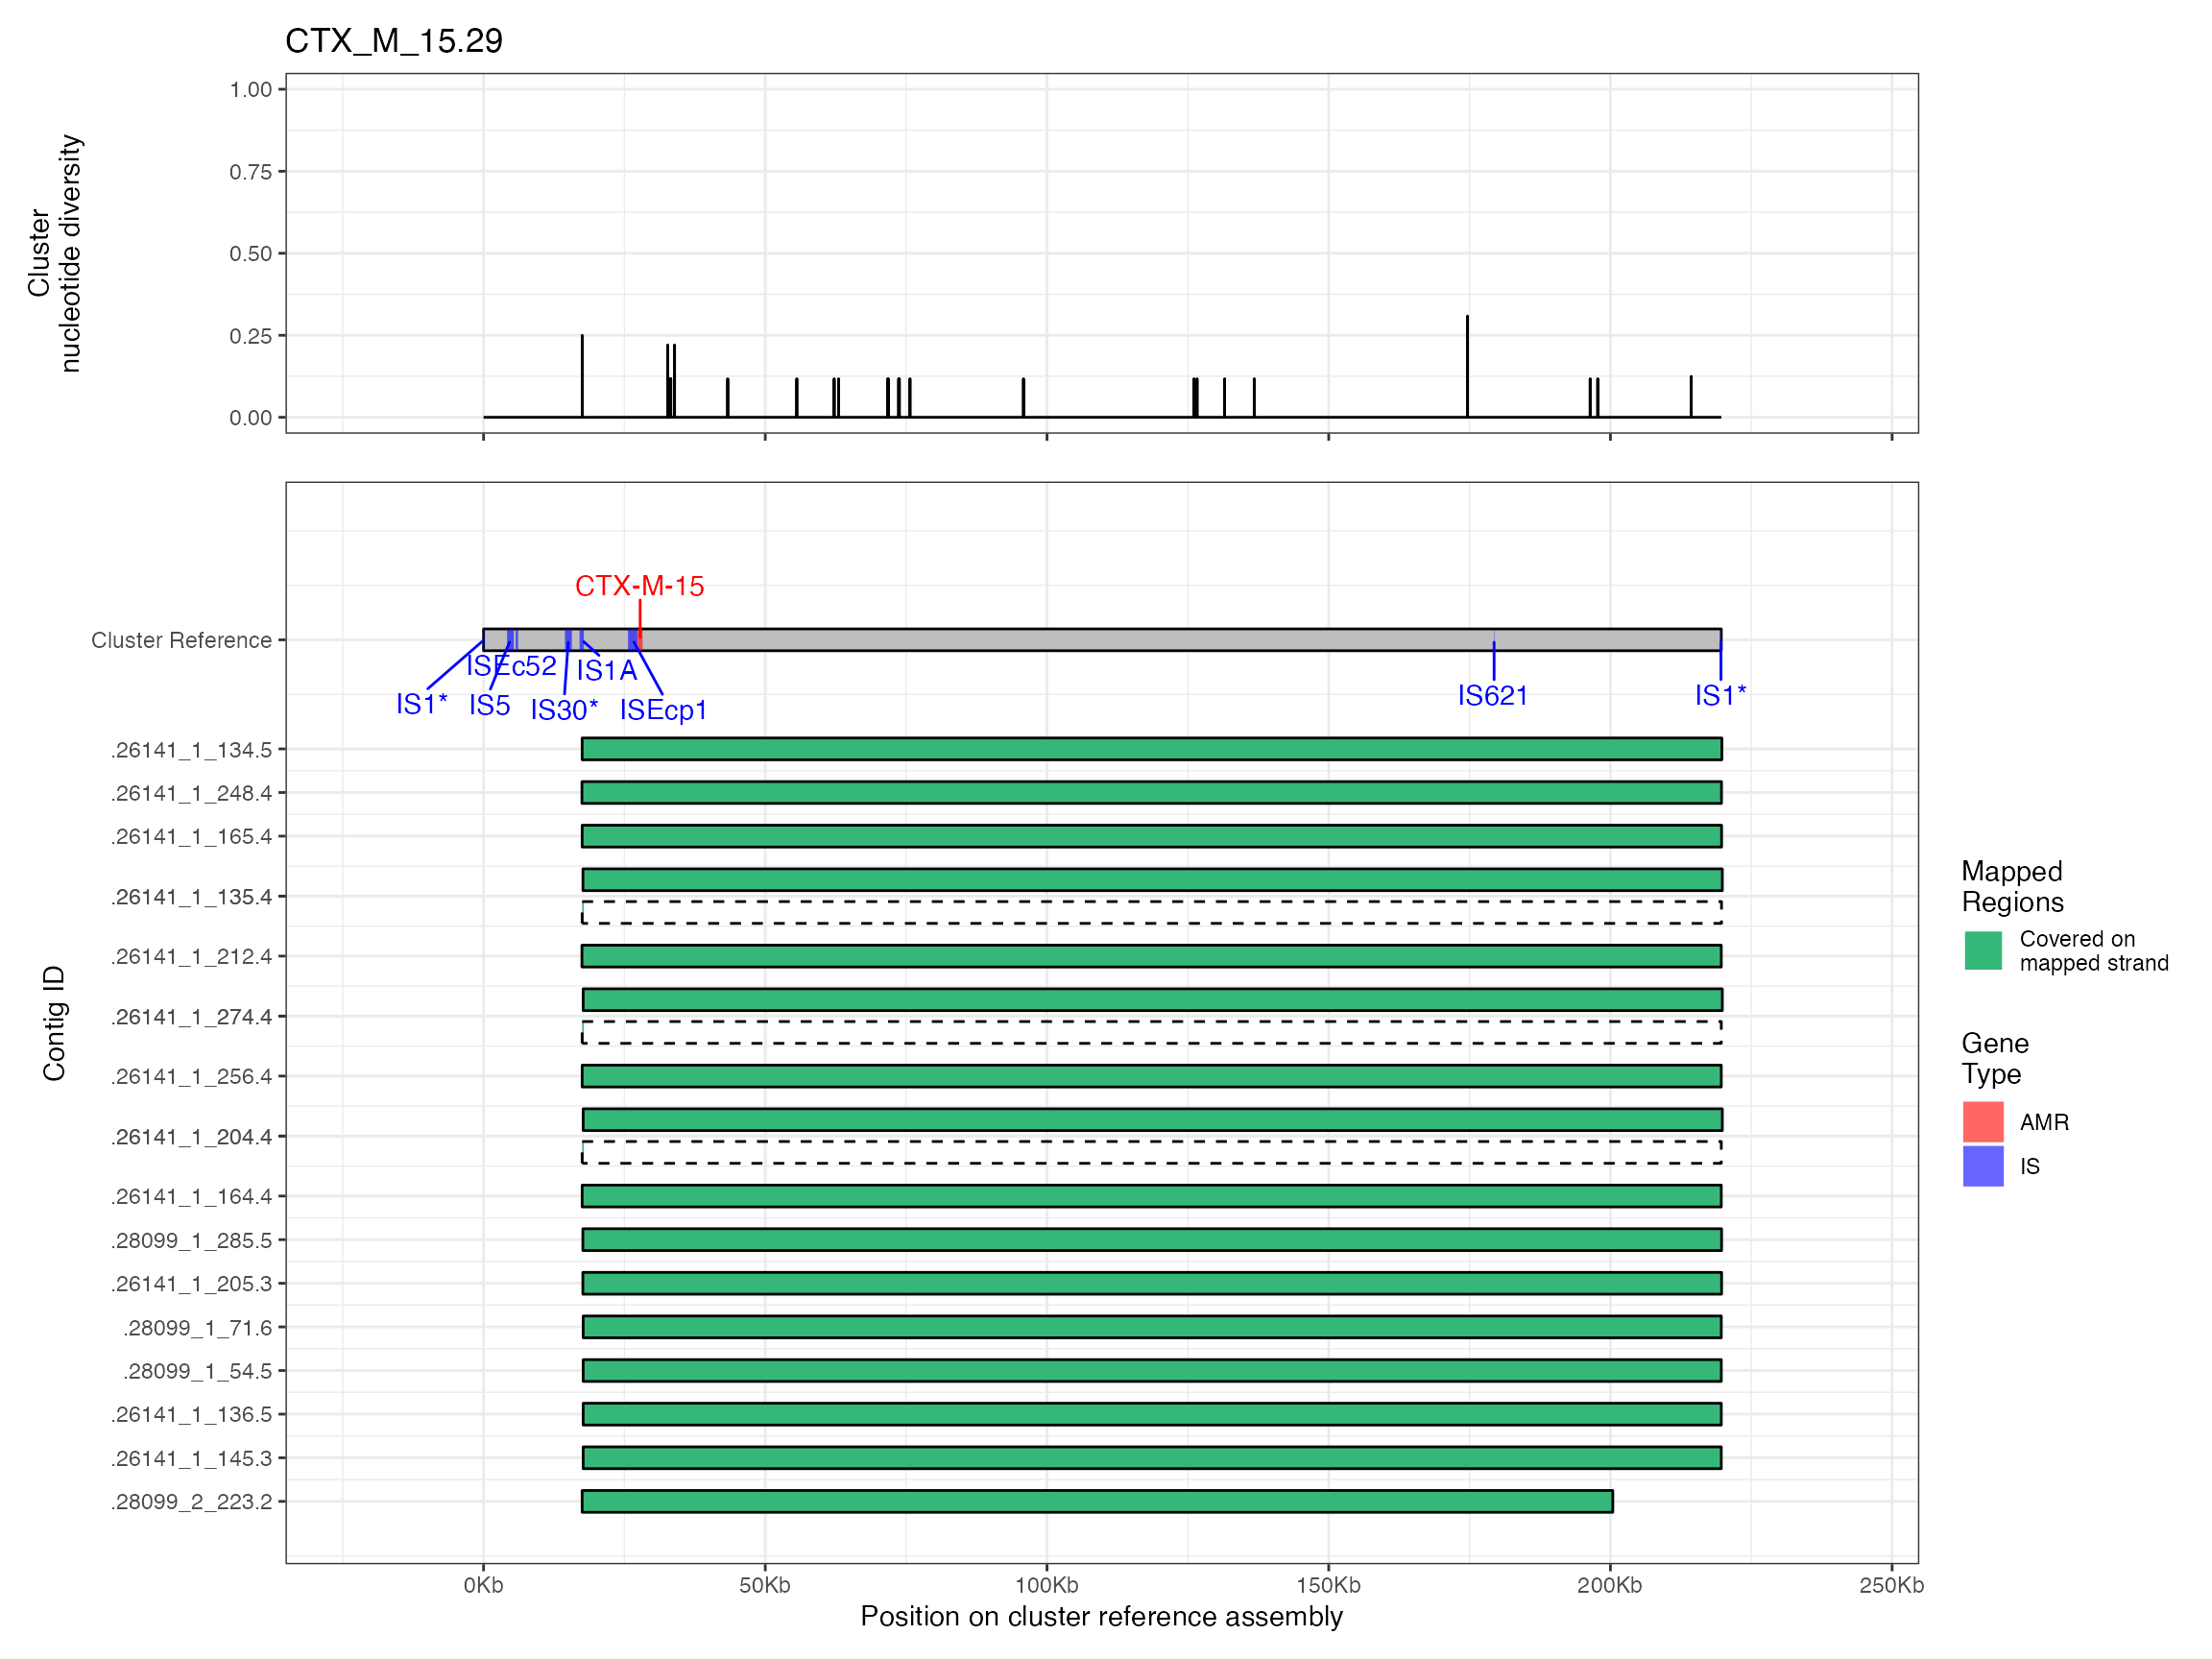 CTX_M_15.29
Cluster
nucleotide diversity
1.00
0.75
0.50
0.25
0.00
CTX-M-15
Cluster Reference
ISEc52
IS1A
IS1*
IS5
IS30*
ISEcp1
IS621
IS1*
Contig ID
.26141_1_134.5
.26141_1_248.4
.26141_1_165.4
.26141_1_135.4
.26141_1_212.4
.26141_1_274.4
.26141_1_256.4
.26141_1_204.4
.26141_1_164.4
.28099_1_285.5
.26141_1_205.3
.28099_1_71.6
.28099_1_54.5
.26141_1_136.5
.26141_1_145.3
.28099_2_223.2
0Kb 50Kb 100Kb 150Kb 200Kb 250Kb
Position on cluster reference assembly
Mapped
Regions
Covered on
mapped strand
Gene
Type
AMR
IS